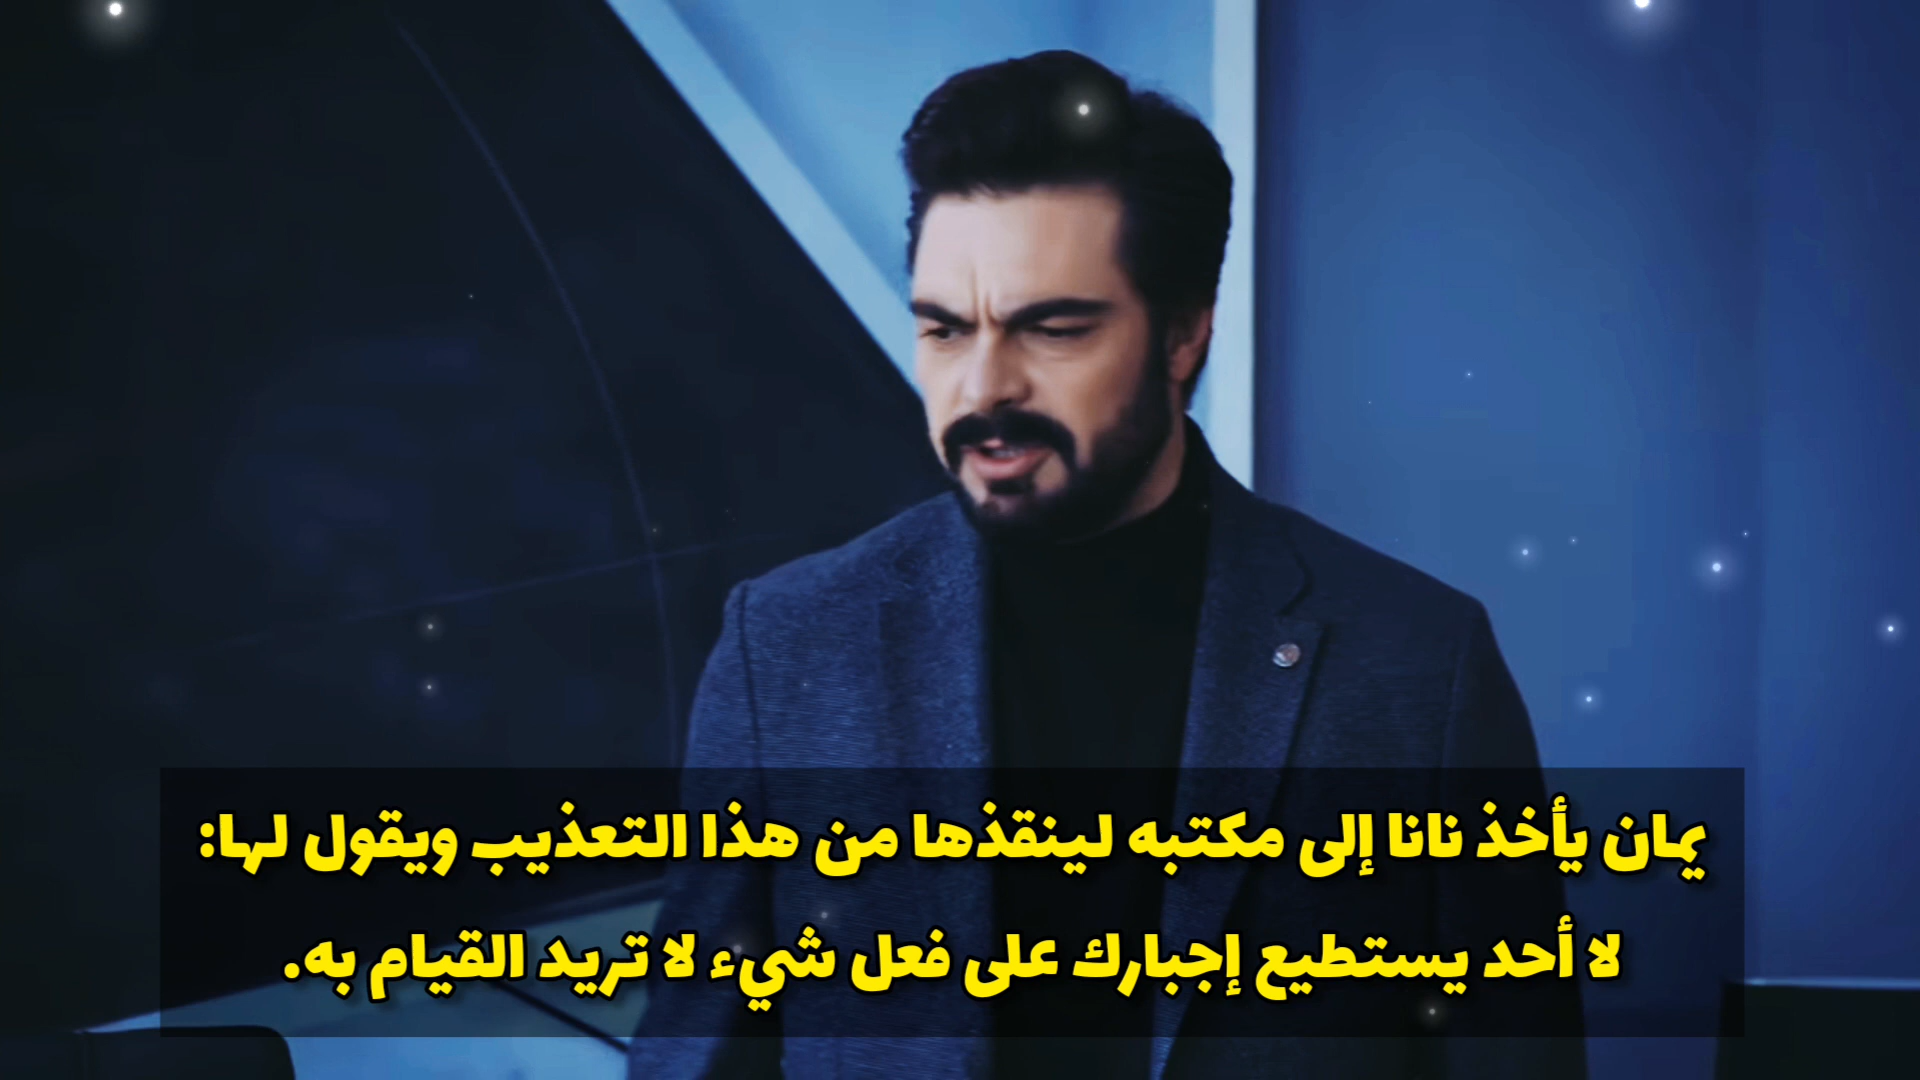 يمان يأخذ نانا إلى مكتبه لينقذها من هذا التعذيب ويقول لها:
لا أحد يستطيع إجبارك على فعل شيء لا تريد القيام به.